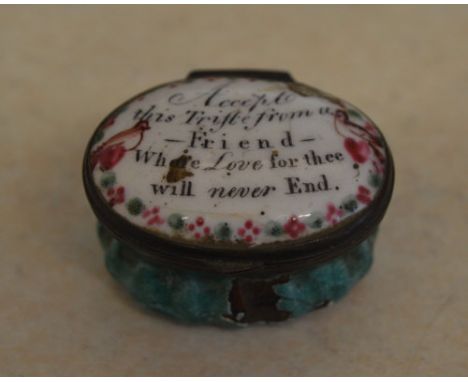 Accept
this Trifle from a
— Friend —
Whose Love for thee
will never End.